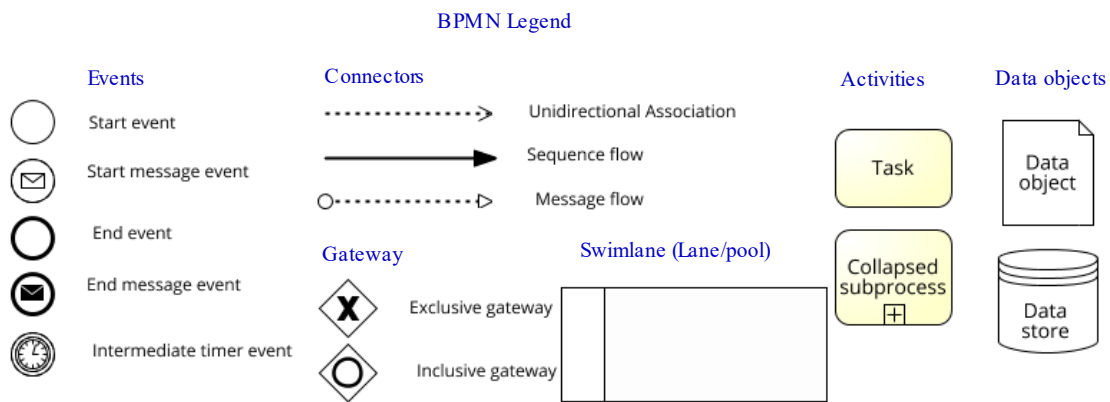 BPMN Legend
Events
Start event
Start message event
End event
End message event
Intermediate timer event
Connectors
Unidirectional Association
Sequence flow
Message flow
Gateway
X
Exclusive gateway
Inclusive gateway
Swimlane (Lane/pool)
Activities
Task
Collapsed
subprocess
+
Data objects
Data
object
Data
store